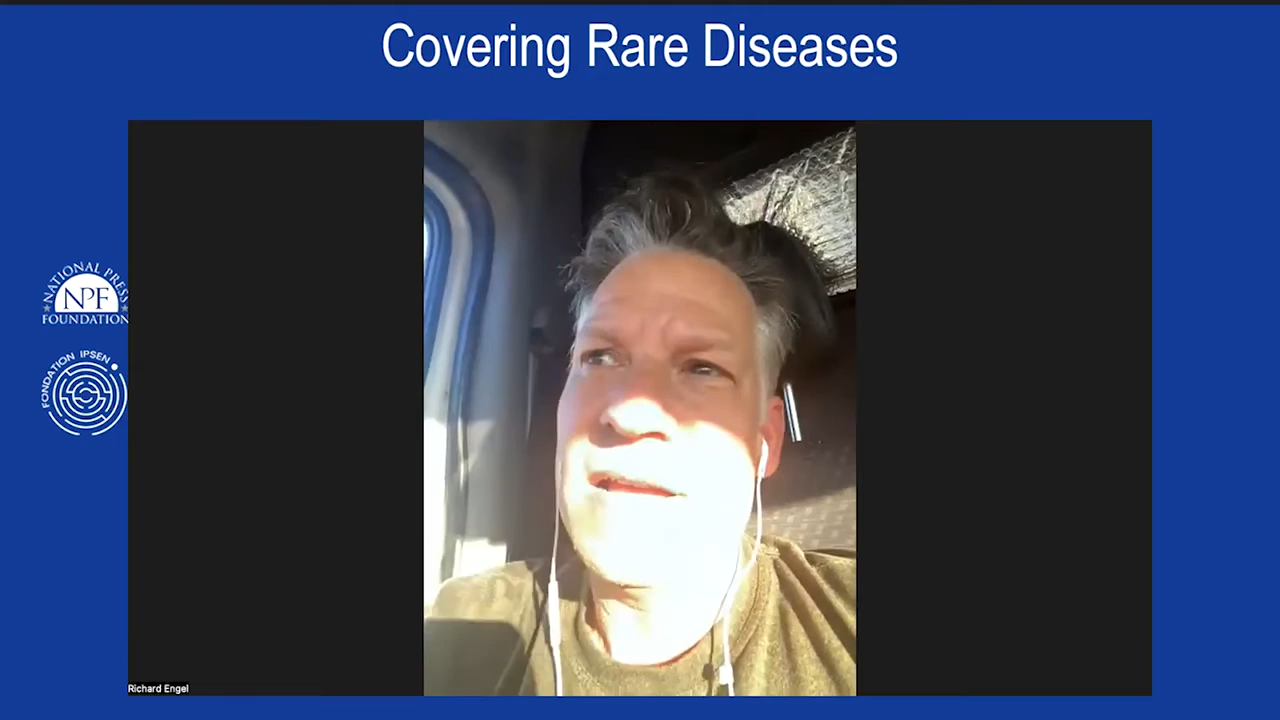 Covering Rare Diseases
NATIONAL PRESS
NPF
FOUNDATION
FONDATION IPSEN
Richard Engel